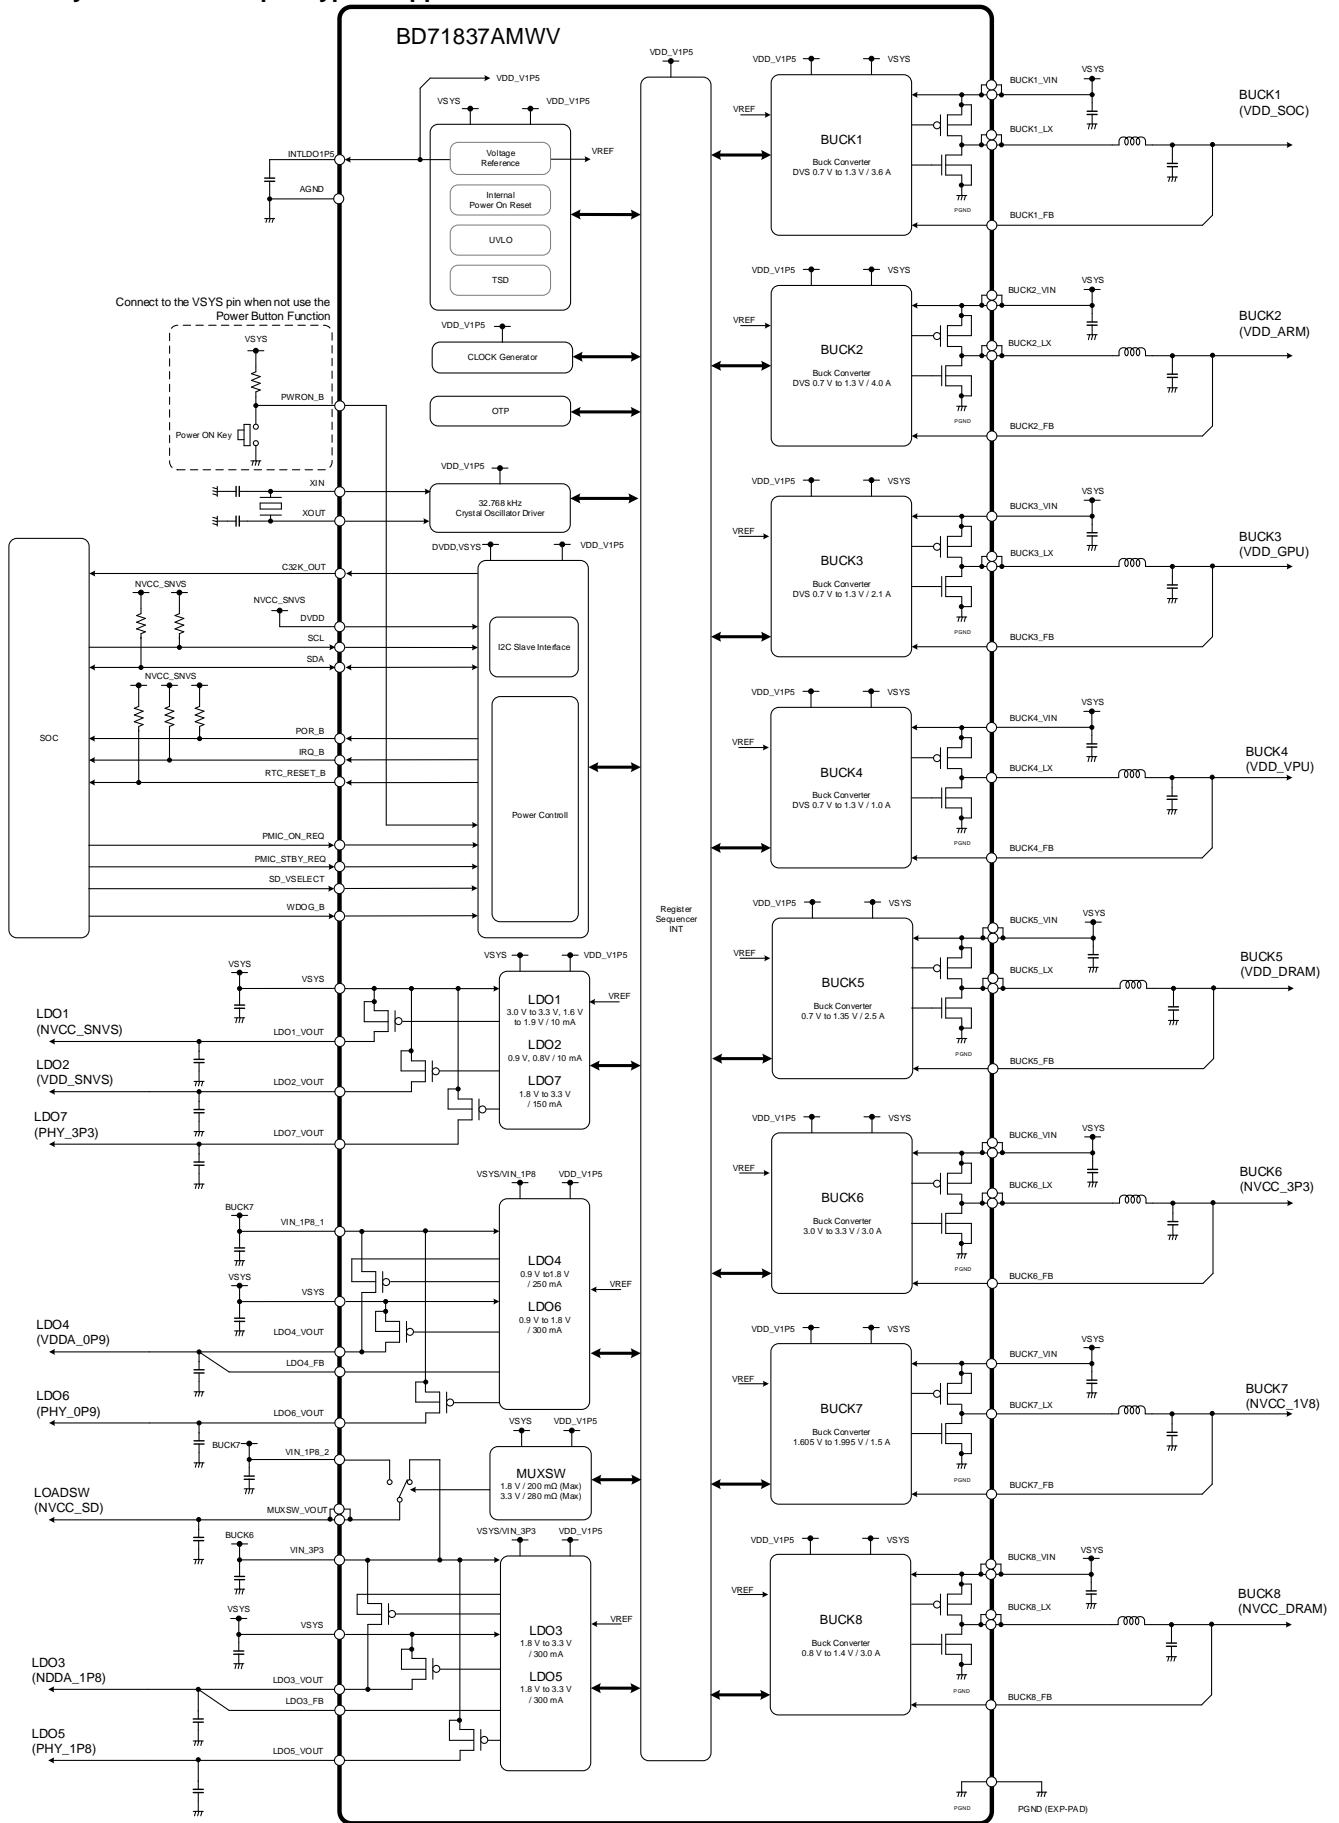 BD71837AMWV
VDD_V1P5
VSYS
VDD_V1P5
INTLDO1P5
AGND
Voltage
Reference
VREF
Internal
Power On Reset
UVLO
TSD
Connect to the VSYS pin when not use the
Power Button Function
VSYS
PWRON_B
Power ON Key
VDD_V1P5
CLOCK Generator
OTP
XIN
XOUT
VDD_V1P5
32.768 kHz
Crystal Oscillator Driver
SOC
DVDD,VSYS
VDD_V1P5
C32K_OUT
NVCC_SNVS
NVCC_SNVS
DVDD
SCL
SDA
I2C Slave Interface
NVCC_SNVS
POR_B
IRQ_B
RTC_RESET_B
Power Controll
PMIC_ON_REQ
PMIC_STBY_REQ
SD_VSELECT
WDOG_B
VSYS
VSYS
VSYS
VDD_V1P5
VREF
LDO1
3.0 V to 3.3 V, 1.6 V
to 1.9 V / 10 mA
LDO2
0.9 V, 0.8V / 10 mA
LDO7
1.8 V to 3.3 V
/ 150 mA
LDO1
(NVCC_SNVS)
LDO1_VOUT
LDO2
(VDD_SNVS)
LDO2_VOUT
LDO7
(PHY_3P3)
LDO7_VOUT
VSYS/VIN_1P8
VDD_V1P5
BUCK7
VIN_1P8_1
LDO4
0.9 V to1.8 V
/ 250 mA
LDO6
0.9 V to 1.8 V
/ 300 mA
VREF
VSYS
VSYS
LDO4
(VDDA_0P9)
LDO4_VOUT
LDO4_FB
LDO6
(PHY_0P9)
LDO6_VOUT
BUCK7
VIN_1P8_2
VSYS
VDD_V1P5
MUXSW
1.8 V / 200 mΩ (Max)
3.3 V / 280 mΩ (Max)
LOADSW
(NVCC_SD)
MUXSW_VOUT
BUCK6
VIN_3P3
VSYS/VIN_3P3
VDD_V1P5
VSYS
VSYS
VREF
LDO3
1.8 V to 3.3 V
/ 300 mA
LDO5
1.8 V to 3.3 V
/ 300 mA
LDO3
(NDDA_1P8)
LDO3_VOUT
LDO3_FB
LDO5
(PHY_1P8)
LDO5_VOUT
VDD_V1P5
Register
Sequencer
INT
VDD_V1P5
VSYS
VREF
BUCK1
Buck Converter
DVS 0.7 V to 1.3 V / 3.6 A
PGND
BUCK1_VIN
VSYS
BUCK1_LX
BUCK1_FB
BUCK1
(VDD_SOC)
VDD_V1P5
VSYS
VREF
BUCK2
Buck Converter
DVS 0.7 V to 1.3 V / 4.0 A
PGND
BUCK2_VIN
VSYS
BUCK2_LX
BUCK2_FB
BUCK2
(VDD_ARM)
VDD_V1P5
VSYS
VREF
BUCK3
Buck Converter
DVS 0.7 V to 1.3 V / 2.1 A
PGND
BUCK3_VIN
VSYS
BUCK3_LX
BUCK3_FB
BUCK3
(VDD_GPU)
VDD_V1P5
VSYS
VREF
BUCK4
Buck Converter
DVS 0.7 V to 1.3 V / 1.0 A
PGND
BUCK4_VIN
VSYS
BUCK4_LX
BUCK4_FB
BUCK4
(VDD_VPU)
VDD_V1P5
VSYS
VREF
BUCK5
Buck Converter
0.7 V to 1.35 V / 2.5 A
PGND
BUCK5_VIN
VSYS
BUCK5_LX
BUCK5_FB
BUCK5
(VDD_DRAM)
VDD_V1P5
VSYS
VREF
BUCK6
Buck Converter
3.0 V to 3.3 V / 3.0 A
PGND
BUCK6_VIN
VSYS
BUCK6_LX
BUCK6_FB
BUCK6
(NVCC_3P3)
VDD_V1P5
VSYS
VREF
BUCK7
Buck Converter
1.605 V to 1.995 V / 1.5 A
PGND
BUCK7_VIN
VSYS
BUCK7_LX
BUCK7_FB
BUCK7
(NVCC_1V8)
VDD_V1P5
VSYS
VREF
BUCK8
Buck Converter
0.8 V to 1.4 V / 3.0 A
PGND
BUCK8_VIN
VSYS
BUCK8_LX
BUCK8_FB
BUCK8
(NVCC_DRAM)
PGND
PGND (EXP-PAD)